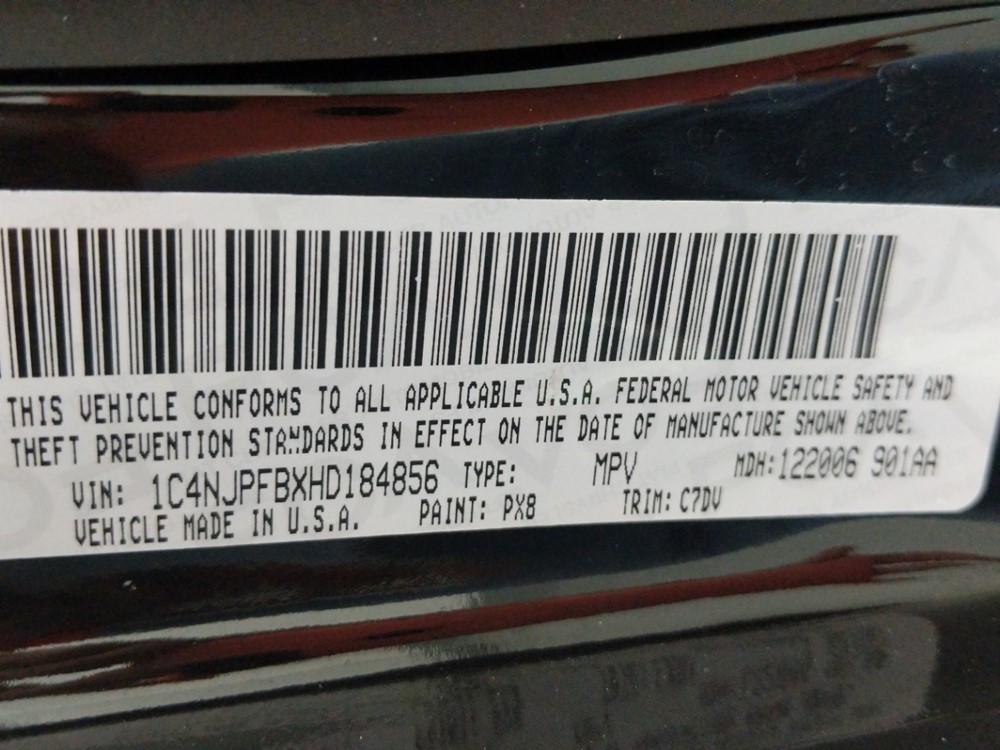 THIS VEHICLE CONFORMS TO ALL APPLICABLE U.S.A. FEDERAL MOTOR VEHICLE SAFETY AND
THEFT PREVENTION STANDARDS IN EFFECT ON THE DATE OF MANUFACTURE SHOWN ABOVE.
VIN: 1C4NJPFBXHD184856 TYPE: MPV MDH:122006 901AA
VEHICLE MADE IN U.S.A. PAINT: PX8 TRIM: C7DV